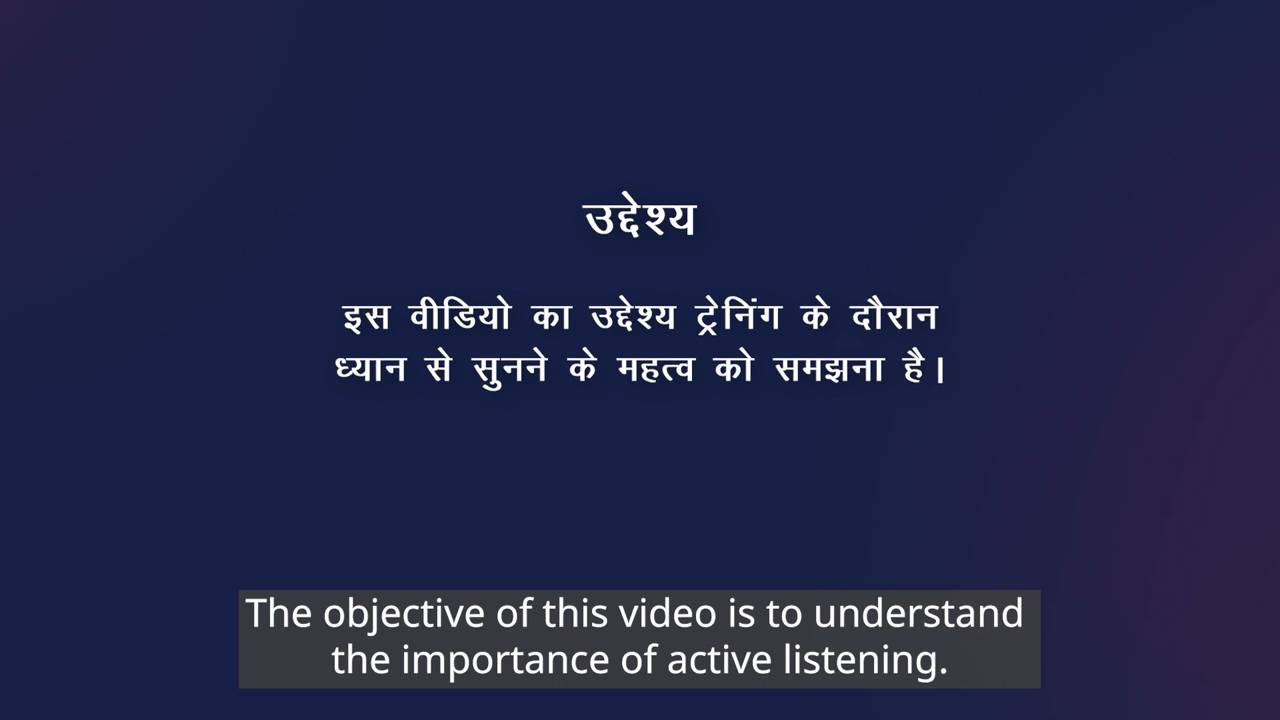 उद्देश्य
इस वीडियो का उद्देश्य ट्रेनिंग के दौरान
ध्यान से सुनने के महत्व को समझना है।
The objective of this video is to understand
the importance of active listening.